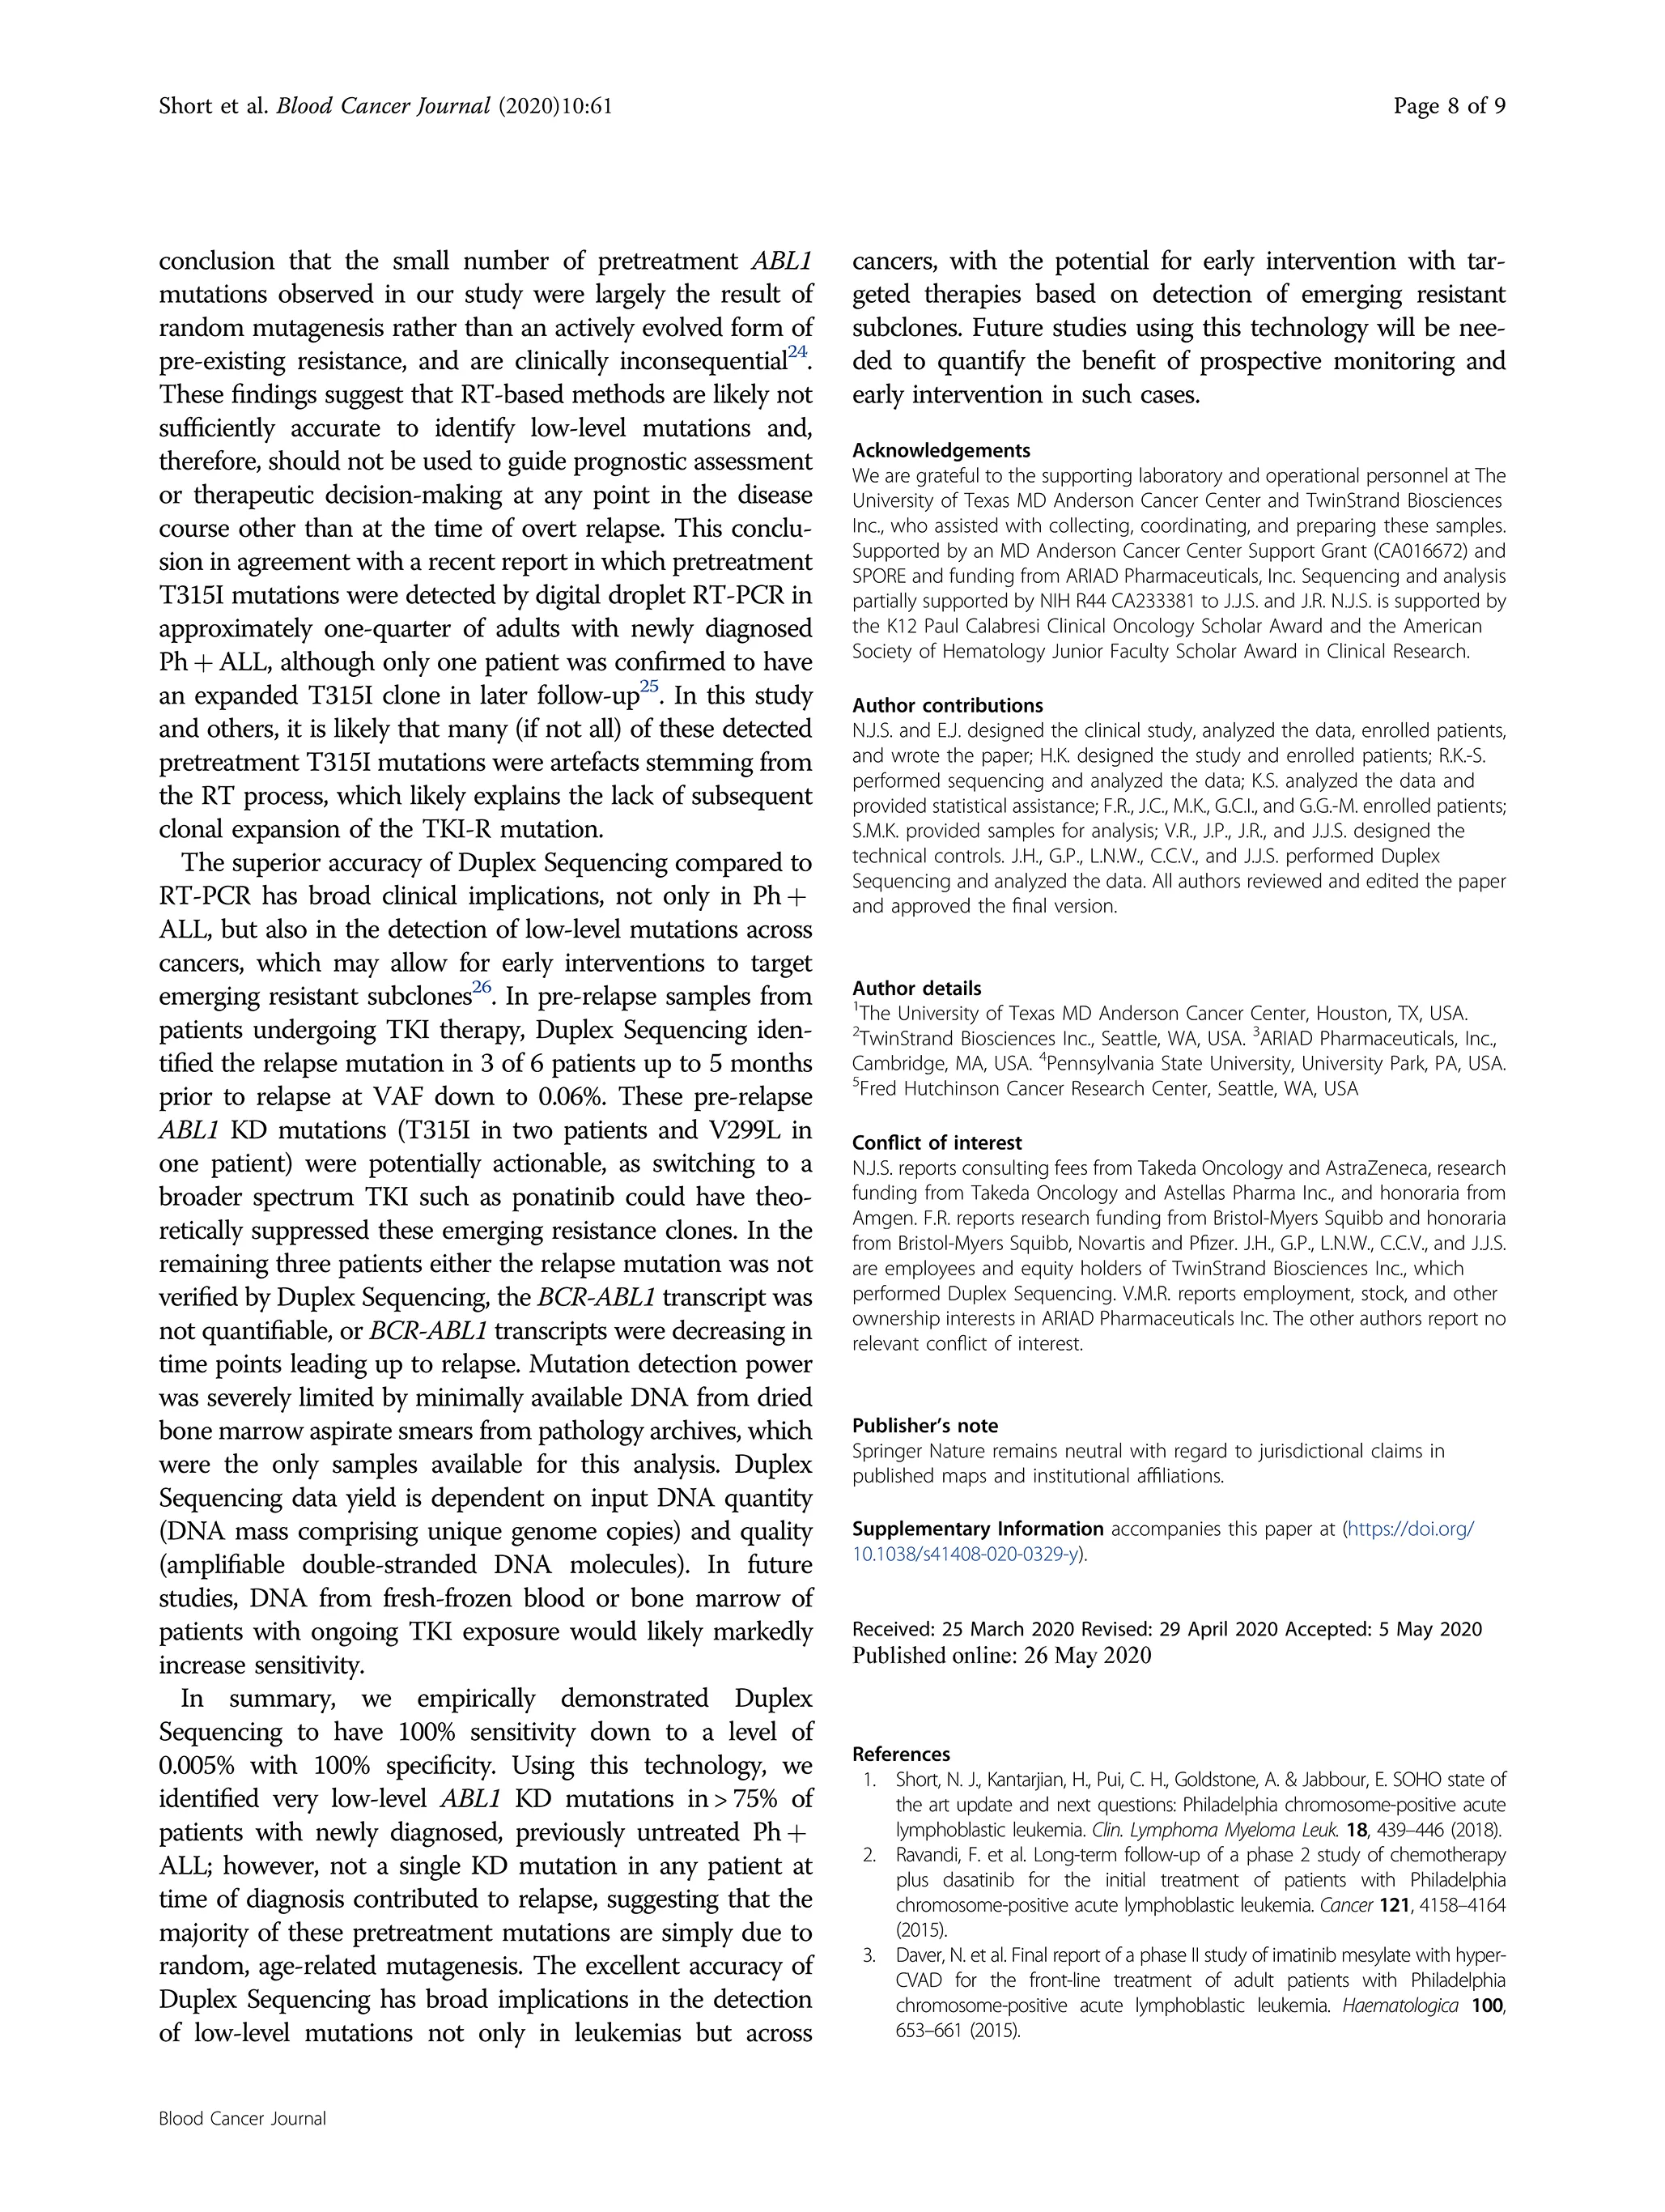 Short et al. Blood Cancer Journal (2020)10:61
Page 8 of 9
conclusion that the small number of pretreatment ABL1
mutations observed in our study were largely the result of
random mutagenesis rather than an actively evolved form of
pre-existing resistance, and are clinically inconsequential24.
These findings suggest that RT-based methods are likely not
sufficiently accurate to identify low-level mutations and,
therefore, should not be used to guide prognostic assessment
or therapeutic decision-making at any point in the disease
course other than at the time of overt relapse. This conclu-
sion in agreement with a recent report in which pretreatment
T315I mutations were detected by digital droplet RT-PCR in
approximately one-quarter of adults with newly diagnosed
Ph + ALL, although only one patient was confirmed to have
an expanded T315I clone in later follow-up25. In this study
and others, it is likely that many (if not all) of these detected
pretreatment T315I mutations were artefacts stemming from
the RT process, which likely explains the lack of subsequent
clonal expansion of the TKI-R mutation.
The superior accuracy of Duplex Sequencing compared to
RT-PCR has broad clinical implications, not only in Ph +
ALL, but also in the detection of low-level mutations across
cancers, which may allow for early interventions to target
emerging resistant subclones26. In pre-relapse samples from
patients undergoing TKI therapy, Duplex Sequencing iden-
tified the relapse mutation in 3 of 6 patients up to 5 months
prior to relapse at VAF down to 0.06%. These pre-relapse
ABL1 KD mutations (T315I in two patients and V299L in
one patient) were potentially actionable, as switching to a
broader spectrum TKI such as ponatinib could have theo-
retically suppressed these emerging resistance clones. In the
remaining three patients either the relapse mutation was not
verified by Duplex Sequencing, the BCR-ABL1 transcript was
not quantifiable, or BCR-ABL1 transcripts were decreasing in
time points leading up to relapse. Mutation detection power
was severely limited by minimally available DNA from dried
bone marrow aspirate smears from pathology archives, which
were the only samples available for this analysis. Duplex
Sequencing data yield is dependent on input DNA quantity
(DNA mass comprising unique genome copies) and quality
(amplifiable double-stranded DNA molecules). In future
studies, DNA from fresh-frozen blood or bone marrow of
patients with ongoing TKI exposure would likely markedly
increase sensitivity.
In summary, we empirically demonstrated Duplex
Sequencing to have 100% sensitivity down to a level of
0.005% with 100% specificity. Using this technology, we
identified very low-level ABL1 KD mutations in > 75% of
patients with newly diagnosed, previously untreated Ph +
ALL; however, not a single KD mutation in any patient at
time of diagnosis contributed to relapse, suggesting that the
majority of these pretreatment mutations are simply due to
random, age-related mutagenesis. The excellent accuracy of
Duplex Sequencing has broad implications in the detection
of low-level mutations not only in leukemias but across
cancers, with the potential for early intervention with tar-
geted therapies based on detection of emerging resistant
subclones. Future studies using this technology will be nee-
ded to quantify the benefit of prospective monitoring and
early intervention in such cases.
Acknowledgements
We are grateful to the supporting laboratory and operational personnel at The
University of Texas MD Anderson Cancer Center and TwinStrand Biosciences
Inc., who assisted with collecting, coordinating, and preparing these samples.
Supported by an MD Anderson Cancer Center Support Grant (CA016672) and
SPORE and funding from ARIAD Pharmaceuticals, Inc. Sequencing and analysis
partially supported by NIH R44 CA233381 to J.J.S. and J.R. N.J.S. is supported by
the K12 Paul Calabresi Clinical Oncology Scholar Award and the American
Society of Hematology Junior Faculty Scholar Award in Clinical Research.
Author contributions
N.J.S. and E.J. designed the clinical study, analyzed the data, enrolled patients,
and wrote the paper; H.K. designed the study and enrolled patients; R.K.-S.
performed sequencing and analyzed the data; K.S. analyzed the data and
provided statistical assistance; F.R., J.C., M.K., G.C.I., and G.G.-M. enrolled patients;
S.M.K. provided samples for analysis; V.R., J.P., J.R., and J.J.S. designed the
technical controls. J.H., G.P., L.N.W., C.C.V., and J.J.S. performed Duplex
Sequencing and analyzed the data. All authors reviewed and edited the paper
and approved the final version.
Author details
1The University of Texas MD Anderson Cancer Center, Houston, TX, USA.
2TwinStrand Biosciences Inc., Seattle, WA, USA. 3ARIAD Pharmaceuticals, Inc.,
Cambridge, MA, USA. 4Pennsylvania State University, University Park, PA, USA.
5Fred Hutchinson Cancer Research Center, Seattle, WA, USA
Conflict of interest
N.J.S. reports consulting fees from Takeda Oncology and AstraZeneca, research
funding from Takeda Oncology and Astellas Pharma Inc., and honoraria from
Amgen. F.R. reports research funding from Bristol-Myers Squibb and honoraria
from Bristol-Myers Squibb, Novartis and Pfizer. J.H., G.P., L.N.W., C.C.V., and J.J.S.
are employees and equity holders of TwinStrand Biosciences Inc., which
performed Duplex Sequencing. V.M.R. reports employment, stock, and other
ownership interests in ARIAD Pharmaceuticals Inc. The other authors report no
relevant conflict of interest.
Publisher's note
Springer Nature remains neutral with regard to jurisdictional claims in
published maps and institutional affiliations.
Supplementary Information accompanies this paper at (https://doi.org/
10.1038/s41408-020-0329-y).
Received: 25 March 2020 Revised: 29 April 2020 Accepted: 5 May 2020
Published online: 26 May 2020
References
1. Short, N. J., Kantarjian, H., Pui, C. H., Goldstone, A. & Jabbour, E. SOHO state of
the art update and next questions: Philadelphia chromosome-positive acute
lymphoblastic leukemia. Clin. Lymphoma Myeloma Leuk. 18, 439–446 (2018).
2. Ravandi, F. et al. Long-term follow-up of a phase 2 study of chemotherapy
plus dasatinib for the initial treatment of patients with Philadelphia
chromosome-positive acute lymphoblastic leukemia. Cancer 121, 4158–4164
(2015).
3. Daver, N. et al. Final report of a phase II study of imatinib mesylate with hyper-
CVAD for the front-line treatment of adult patients with Philadelphia
chromosome-positive acute lymphoblastic leukemia. Haematologica 100,
653–661 (2015).
Blood Cancer Journal